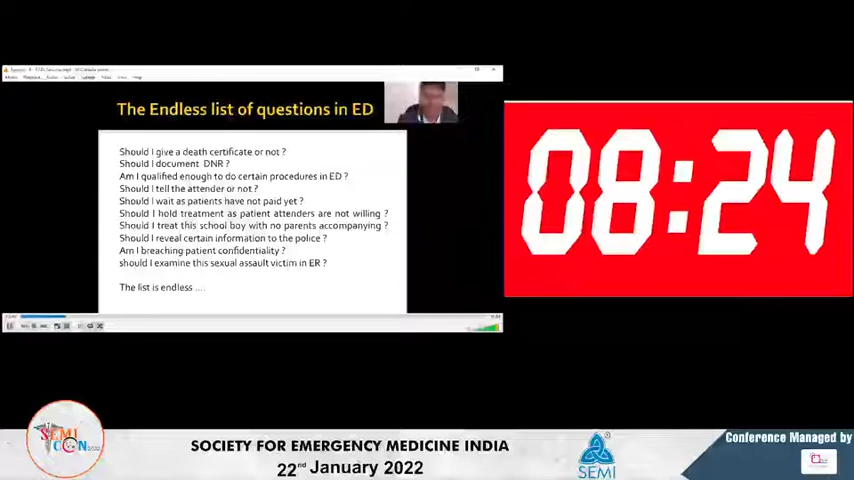 The Endless list of questions in ED
Should I give a death certificate or not ?
Should I document DNR ?
Am I qualified enough to do certain procedures in ED ?
Should I tell the attender or not ?
Should I wait as patients have not paid yet ?
Should I hold treatment as patient attenders are not willing ?
Should I treat this school boy with no parents accompanying ?
Should I reveal certain information to the police ?
Am I breaching patient confidentiality ?
should I examine this sexual assault victim in ER ?
The list is endless ....
08:24
SEMI
CON 2022
SOCIETY FOR EMERGENCY MEDICINE INDIA
22nd January 2022
SEMI
Conference Managed by